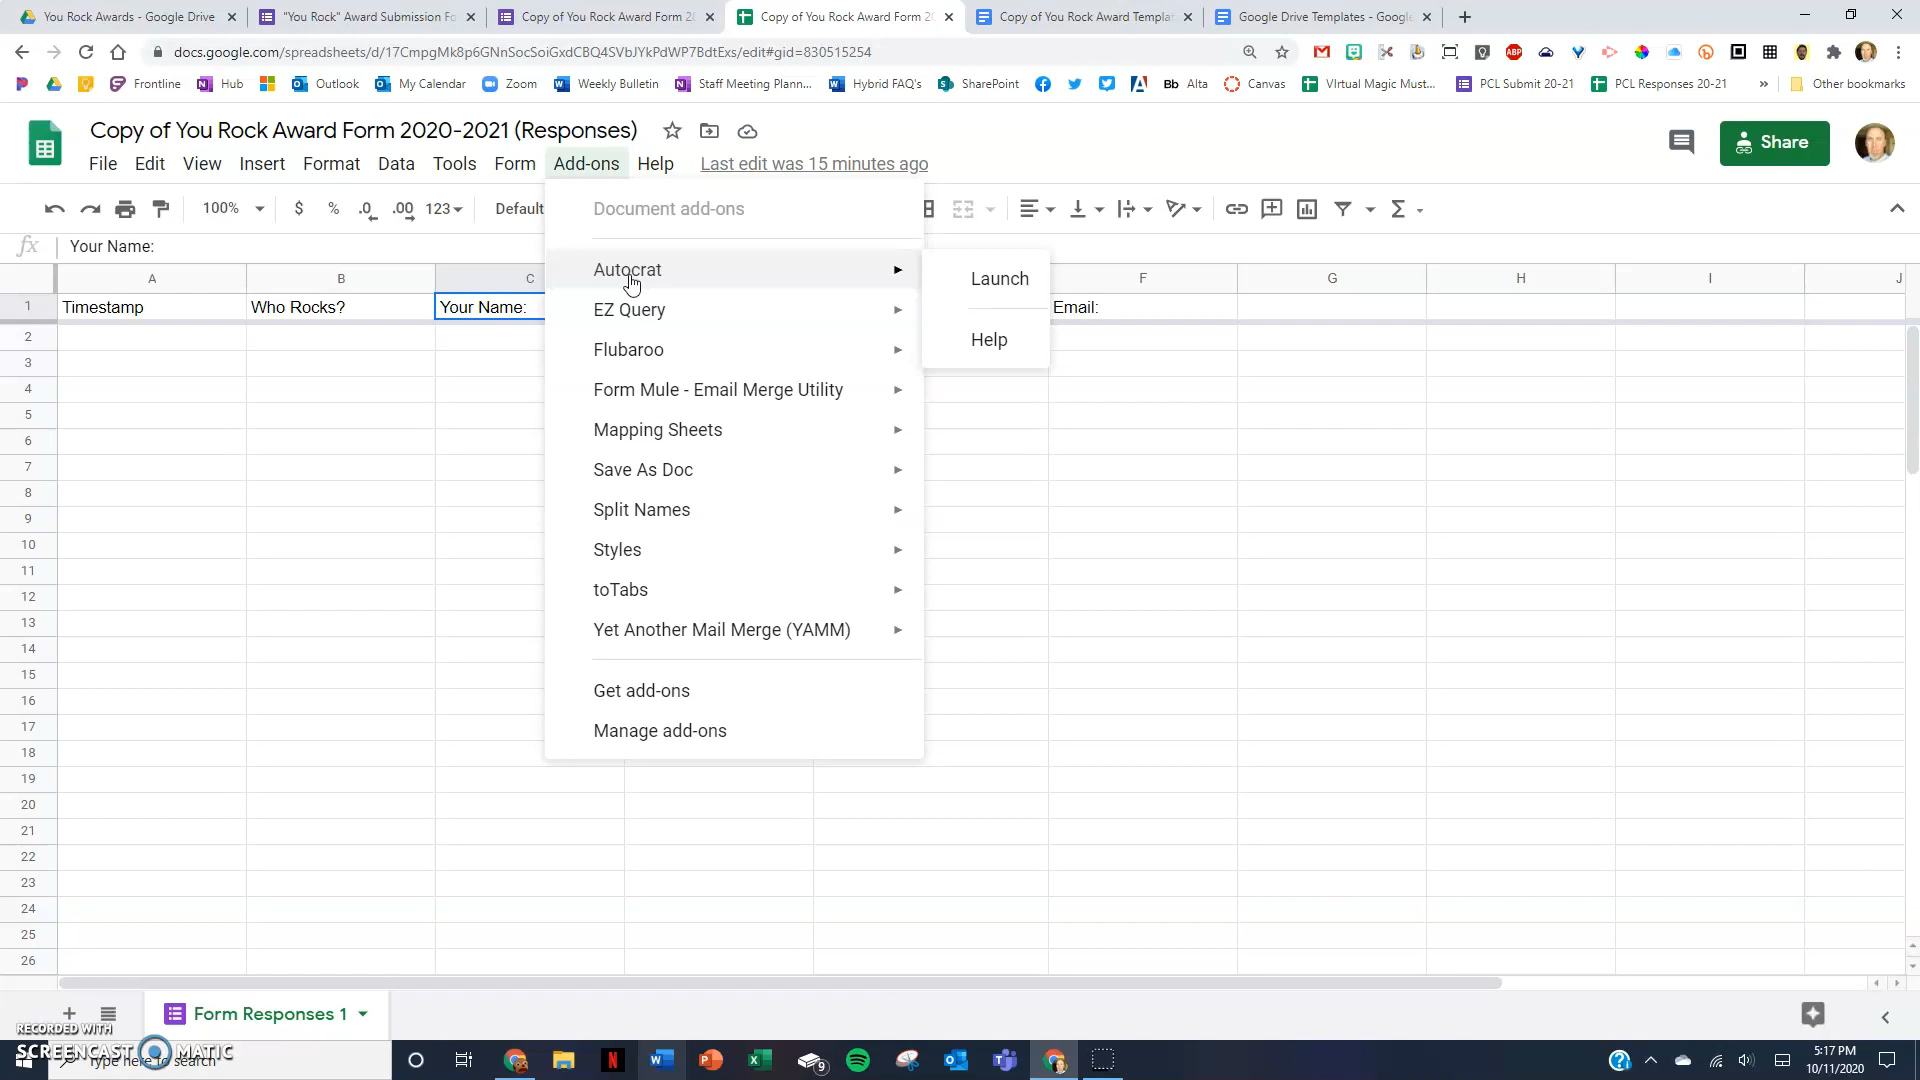 You Rock Awards - Google Drive
"You Rock" Award Submission Fo
Copy of You Rock Award Form 2
Copy of You Rock Award Form 20
Copy of You Rock Award Templat
Google Drive Templates - Google
docs.google.com/spreadsheets/d/17CmpgMk8p6GNnSocSoiGxdCBQ4SVbJYkPdWP7BdtExs/edit#gid=830515254
Frontline
Hub
Outlook
My Calendar
Zoom
Weekly Bulletin
Staff Meeting Plann...
Hybrid FAQ's
SharePoint
Bb Alta
Canvas
VIrtual Magic Must...
PCL Submit 20-21
PCL Responses 20-21
» Other bookmarks
Copy of You Rock Award Form 2020-2021 (Responses)
File Edit View Insert Format Data Tools Form Add-ons Help Last edit was 15 minutes ago
Share
100% $ % .0 .00 123 Default
fx Your Name:
A B C F G H I J
1 Timestamp Who Rocks? Your Name: Email:
Document add-ons
Autocrat
EZ Query
Flubaroo
Form Mule - Email Merge Utility
Mapping Sheets
Save As Doc
Split Names
Styles
toTabs
Yet Another Mail Merge (YAMM)
Get add-ons
Manage add-ons
Launch
Help
2
3
4
5
6
7
8
9
10
11
12
13
14
15
16
17
18
19
20
21
22
23
24
25
26
Form Responses 1
RECORDED WITH
SCREENCAST MATIC
Type here to search
9
5:17 PM
10/11/2020